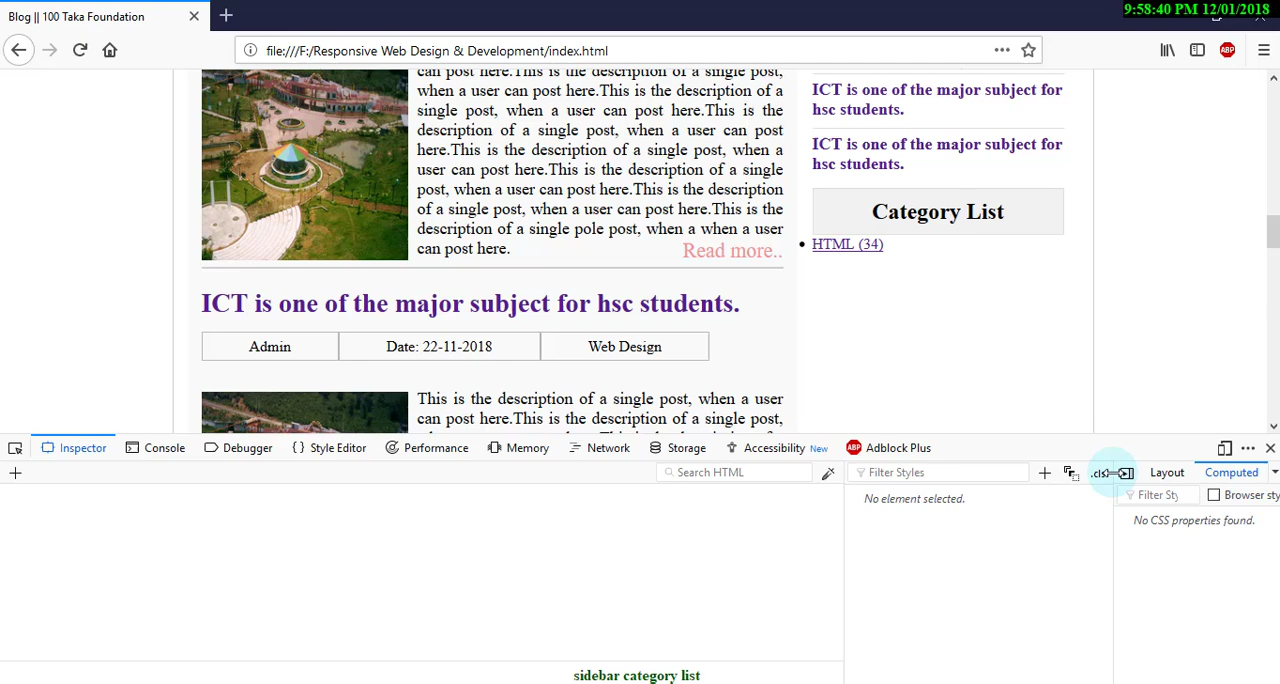 Blog || 100 Taka Foundation
9:58:40 PM 12/01/2018
file:///F:/Responsive Web Design & Development/index.html
ABP
can post here.This is the description of a single post,
when a user can post here.This is the description of a
single post, when a user can post here.This is the
description of a single post, when a user can post
here.This is the description of a single post, when a
user can post here.This is the description of a single
post, when a user can post here.This is the description
of a single post, when a user can post here.This is the
description of a single pole post, when a when a user
can post here.
Read more..
ICT is one of the major subject for hsc students.
Admin
Date: 22-11-2018
Web Design
This is the description of a single post, when a user
can post here.This is the description of a single post,
ICT is one of the major subject for
hsc students.
ICT is one of the major subject for
hsc students.
Category List
HTML (34)
Inspector
Console
Debugger
{ } Style Editor
Performance
Memory
Network
Storage
Accessibility New
ABP Adblock Plus
+
Search HTML
Filter Styles
+
.cls
Layout
Computed
No element selected.
Filter Sty
Browser sty
No CSS properties found.
sidebar category list